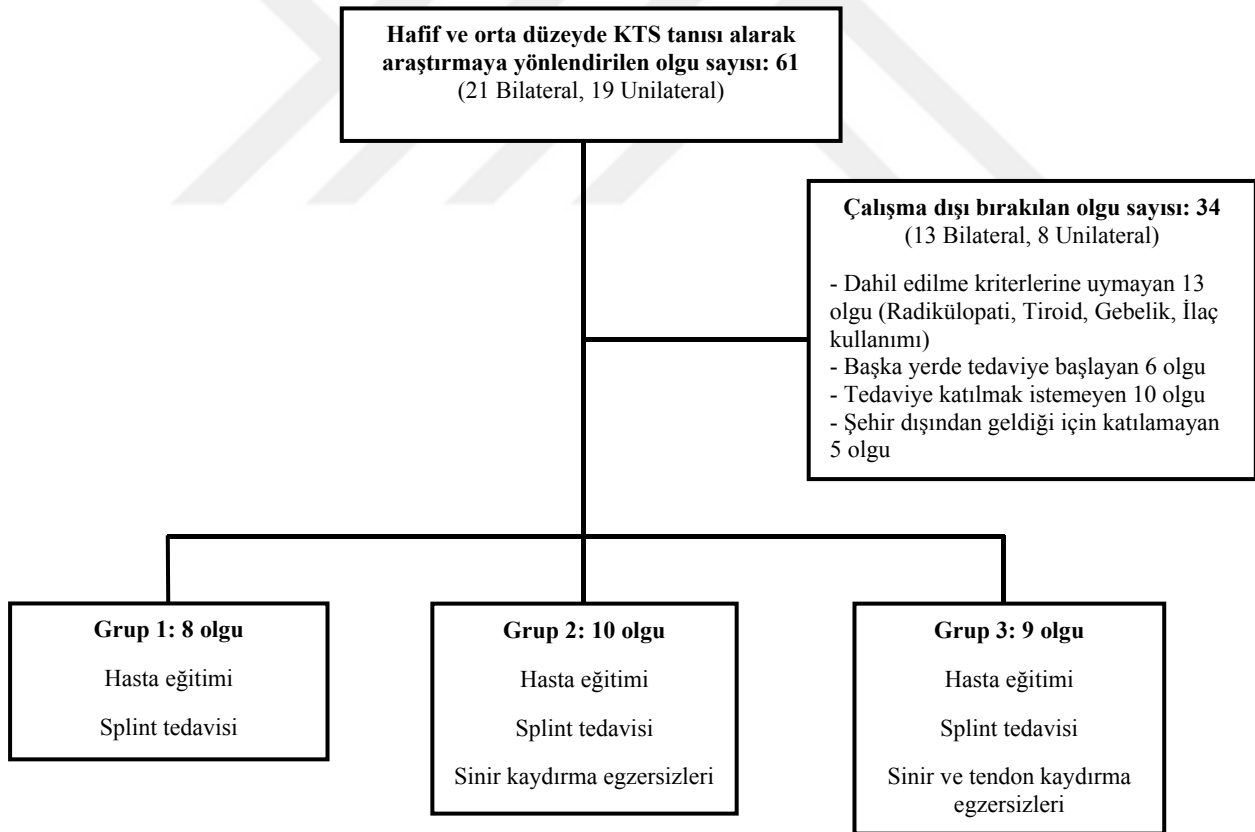 Hafif ve orta düzeyde KTS tanısı alarak
araştırmaya yönlendirilen olgu sayısı: 61
(21 Bilateral, 19 Unilateral)
Çalışma dışı bırakılan olgu sayısı: 34
(13 Bilateral, 8 Unilateral)
- Dahil edilme kriterlerine uymayan 13
olgu (Radikülopati, Tiroid, Gebelik, İlaç
kullanımı)
- Başka yerde tedaviye başlayan 6 olgu
- Tedaviye katılmak istemeyen 10 olgu
- Şehir dışından geldiği için katılamayan
5 olgu
Grup 1: 8 olgu
Hasta eğitimi
Splint tedavisi
Grup 2: 10 olgu
Hasta eğitimi
Splint tedavisi
Sinir kaydırma egzersizleri
Grup 3: 9 olgu
Hasta eğitimi
Splint tedavisi
Sinir ve tendon kaydırma
egzersizleri